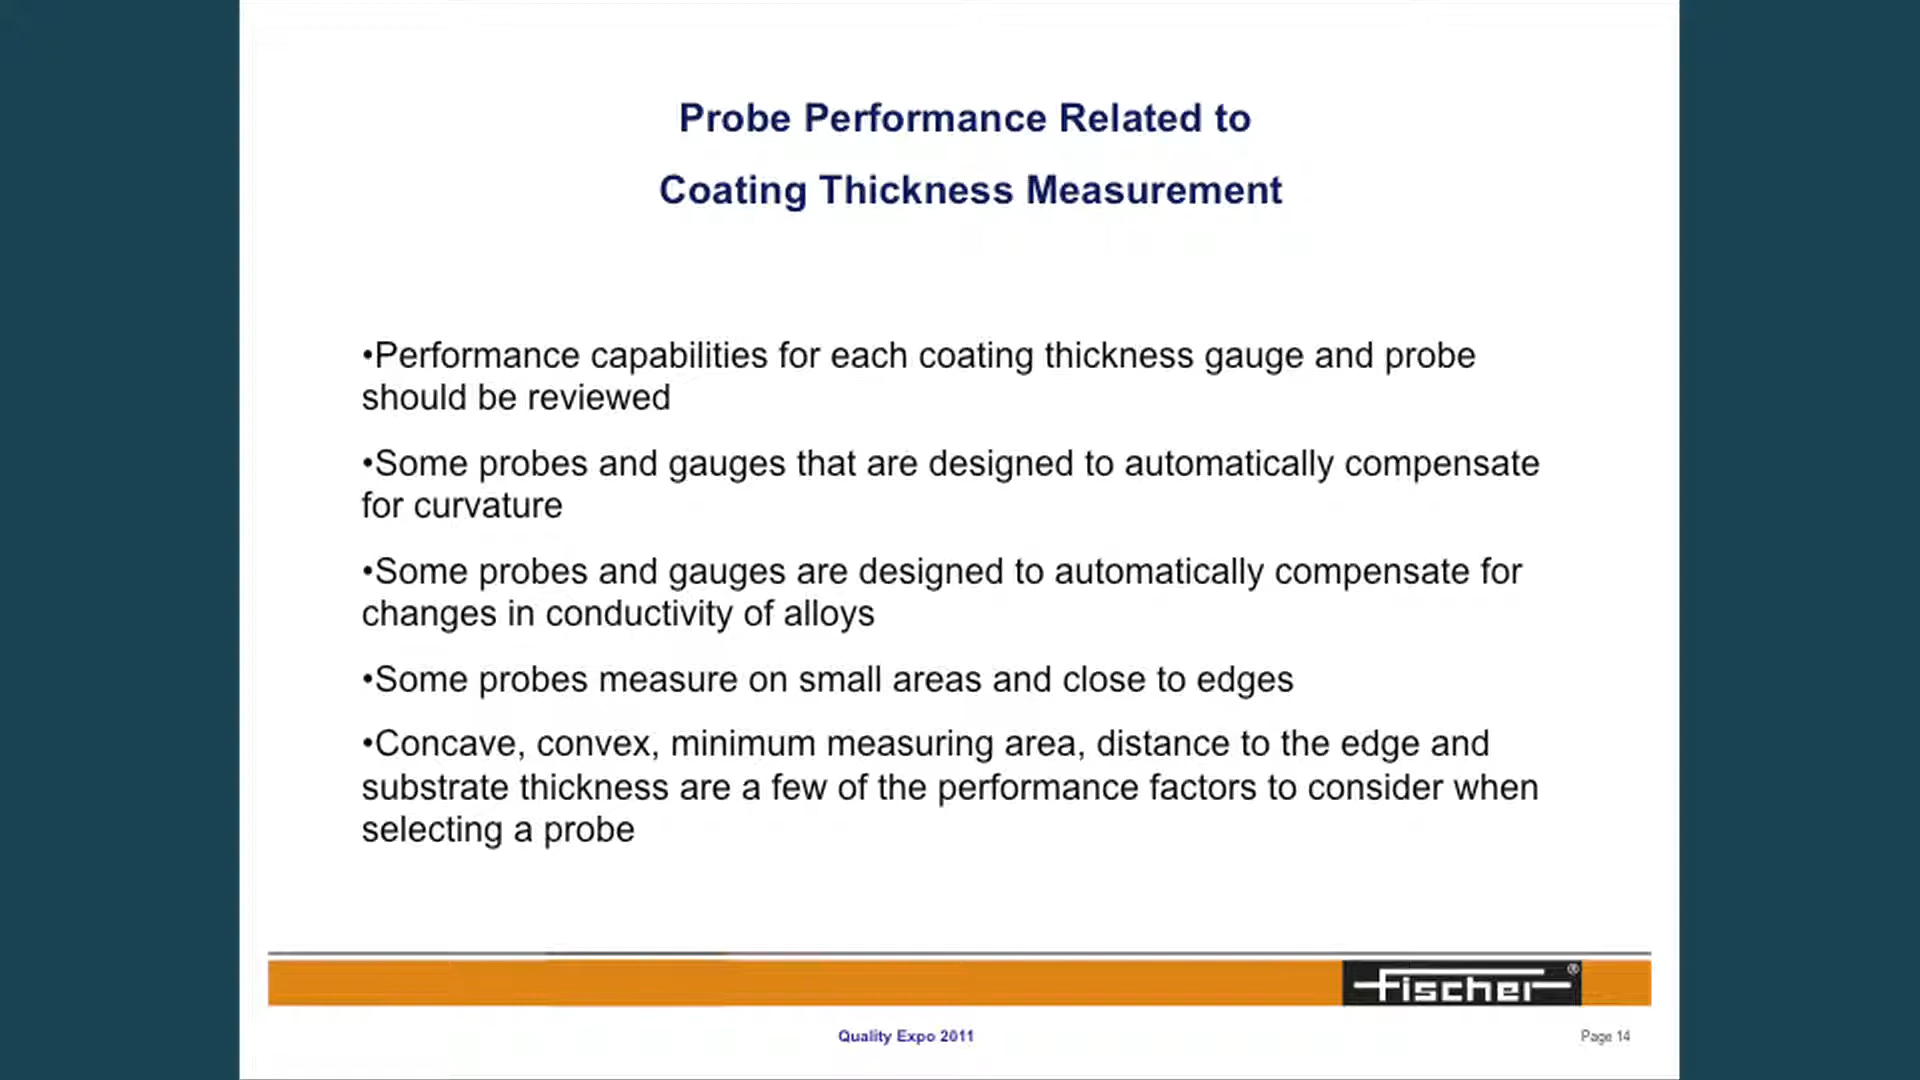 Probe Performance Related to
Coating Thickness Measurement
•Performance capabilities for each coating thickness gauge and probe
should be reviewed
•Some probes and gauges that are designed to automatically compensate
for curvature
•Some probes and gauges are designed to automatically compensate for
changes in conductivity of alloys
•Some probes measure on small areas and close to edges
•Concave, convex, minimum measuring area, distance to the edge and
substrate thickness are a few of the performance factors to consider when
selecting a probe
fischer®
Quality Expo 2011
Page 14